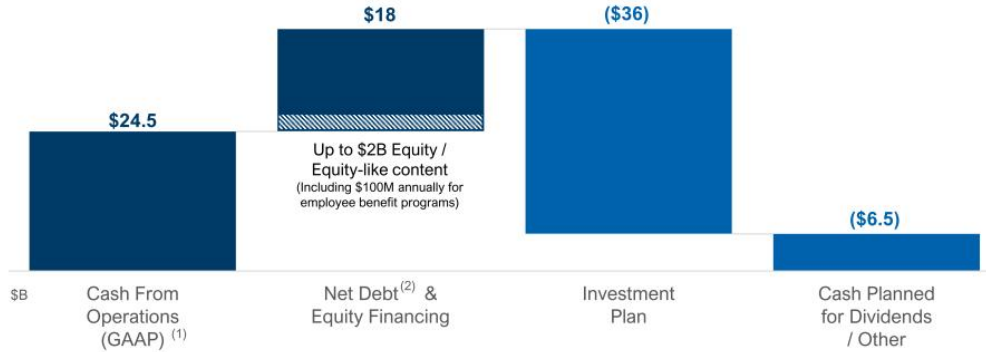 $18
($36)
$24.5
Up to $2B Equity /
Equity-like content
(Including $100M annually for
employee benefit programs)
($6.5)
$B
Cash From
Operations
(GAAP) (1)
Net Debt(2) &
Equity Financing
Investment
Plan
Cash Planned
for Dividends
/ Other